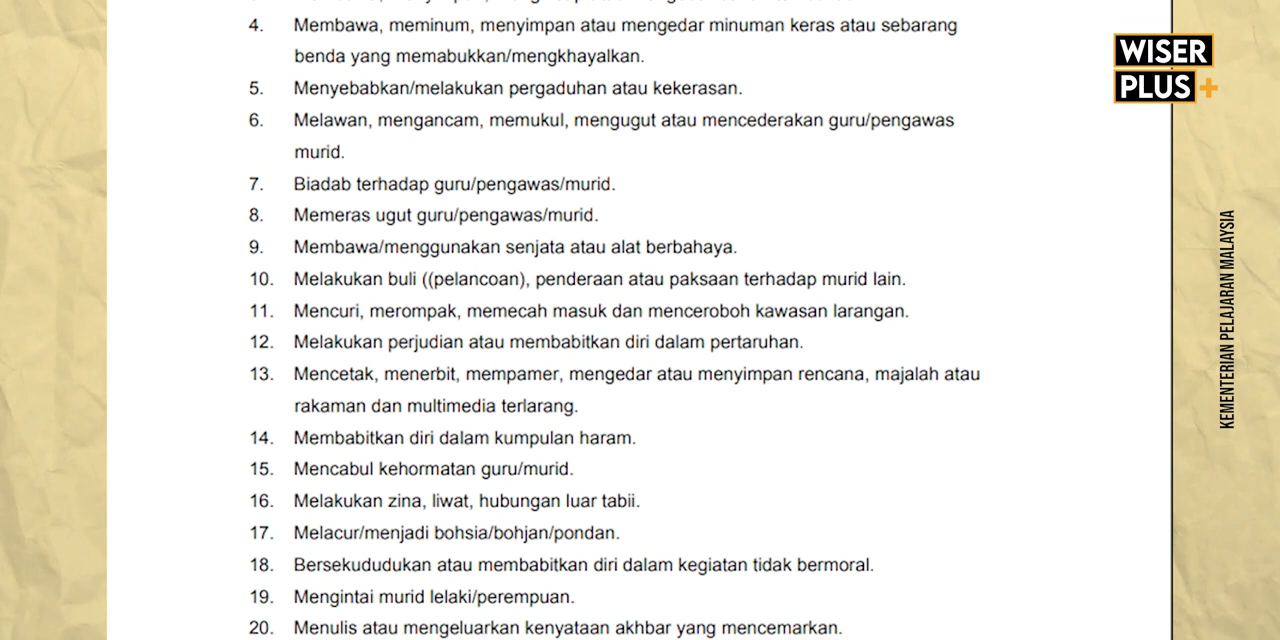 4. Membawa, meminum, menyimpan atau mengedar minuman keras atau sebarang
benda yang memabukkan/mengkhayalkan.
5. Menyebabkan/melakukan pergaduhan atau kekerasan.
6. Melawan, mengancam, memukul, mengugut atau mencederakan guru/pengawas
murid.
7. Biadab terhadap guru/pengawas/murid.
8. Memeras ugut guru/pengawas/murid.
9. Membawa/menggunakan senjata atau alat berbahaya.
10. Melakukan buli ((pelancoan), penderaan atau paksaan terhadap murid lain.
11. Mencuri, merompak, memecah masuk dan menceroboh kawasan larangan.
12. Melakukan perjudian atau membabitkan diri dalam pertaruhan.
13. Mencetak, menerbit, mempamer, mengedar atau menyimpan rencana, majalah atau
rakaman dan multimedia terlarang.
14. Membabitkan diri dalam kumpulan haram.
15. Mencabul kehormatan guru/murid.
16. Melakukan zina, liwat, hubungan luar tabii.
17. Melacur/menjadi bohsia/bohjan/pondan.
18. Bersekududukan atau membabitkan diri dalam kegiatan tidak bermoral.
19. Mengintai murid lelaki/perempuan.
20. Menulis atau mengeluarkan kenyataan akhbar yang mencemarkan.
WISER
PLUS+
KEMENTERIAN PELAJARAN MALAYSIA